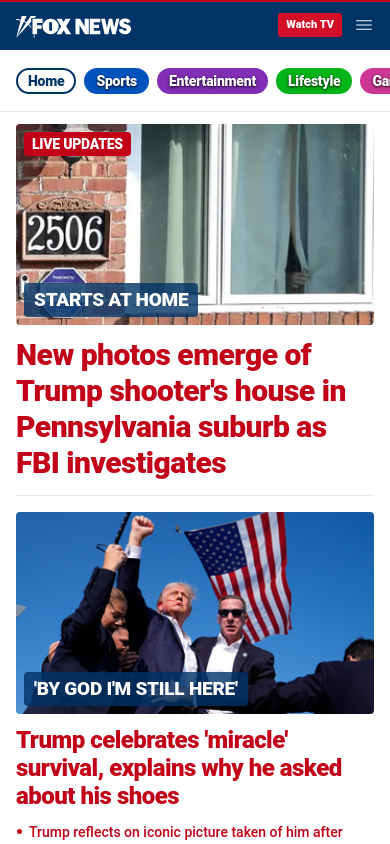 FOX NEWS
Watch TV
Home
Sports
Entertainment
Lifestyle
LIVE UPDATES
2506
Protected by
STARTS AT HOME
New photos emerge of
Trump shooter's house in
Pennsylvania suburb as
FBI investigates
'BY GOD I'M STILL HERE'
Trump celebrates 'miracle'
survival, explains why he asked
about his shoes
• Trump reflects on iconic picture taken of him after